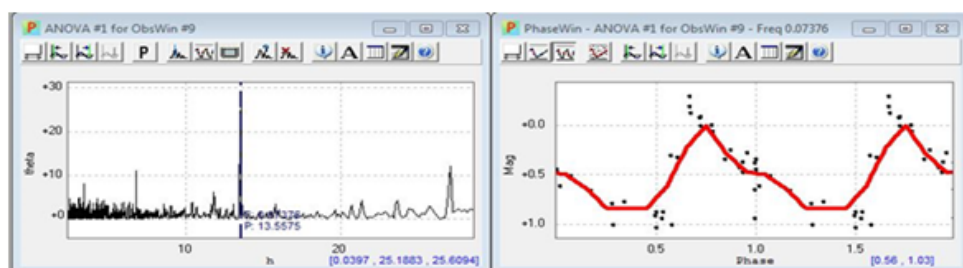 ANOVA #1 for ObsWin #9
P
A
+30
+20
+10
+0
theta
P: 13.5575
10
20
h
[0.0397 , 25.1883 , 25.6094]
PhaseWin - ANOVA #1 for ObsWin #9 - Freq 0.07376
A
+0.0
+0.5
+1.0
Mag
0.5
1.0
1.5
Phase
[0.56 , 1.03]